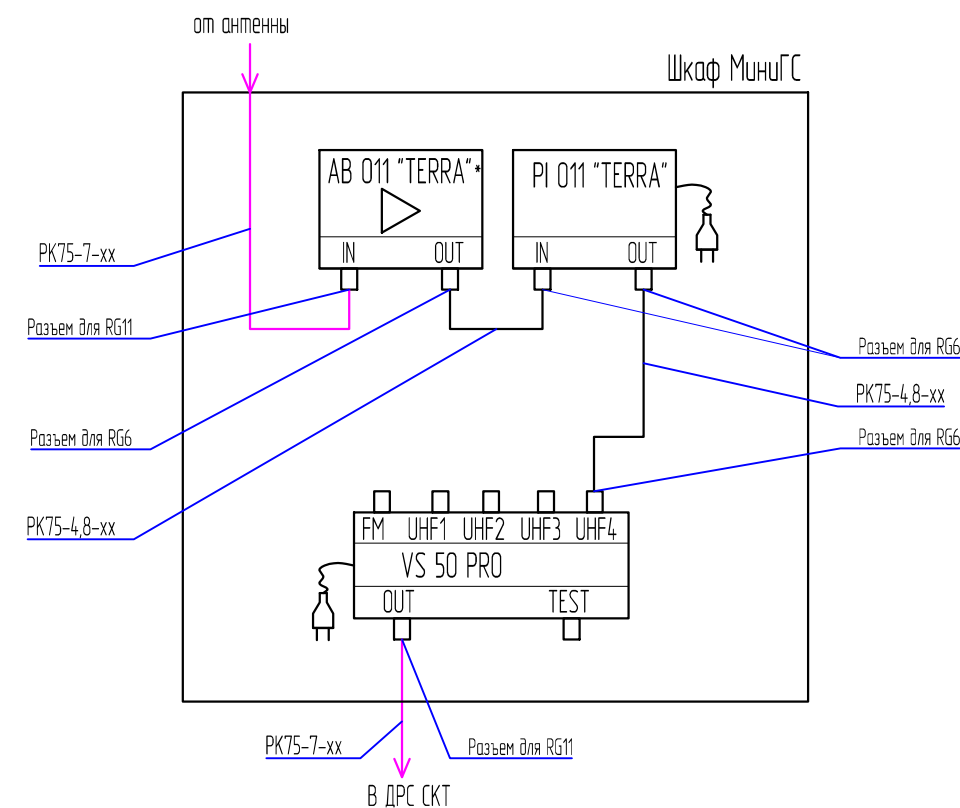 от антенны
Шкаф МиниГС
АВ 011 "TERRA"*
PI 011 "TERRA"
IN
OUT
IN
OUT
РК75-7-хх
Разъем для RG11
Разъем для RG6
РК75-4,8-хх
Разъем для RG6
Разъем для RG6
РК75-4,8-хх
FM
UHF1
UHF2
UHF3
UHF4
VS 50 PRO
OUT
TEST
РК75-7-хх
Разъем для RG11
В ДРС СКТ